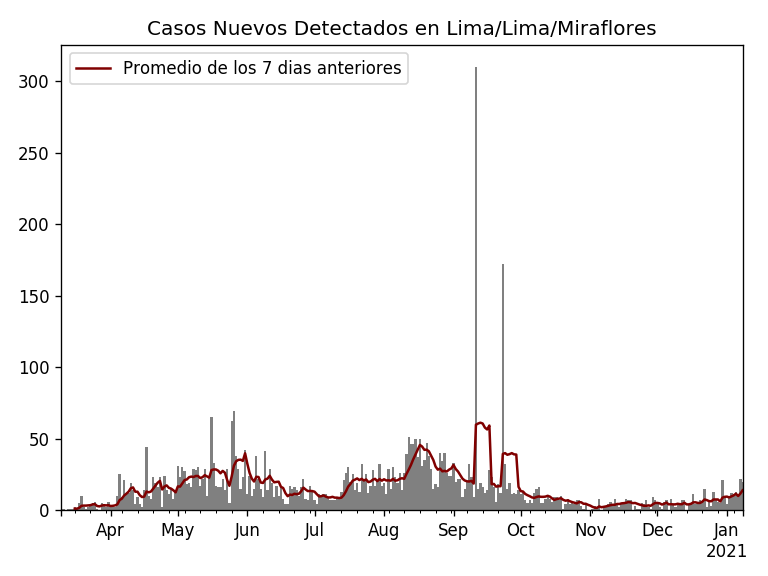 Casos Nuevos Detectados en Lima/Lima/Miraflores
Promedio de los 7 dias anteriores
300
250
200
150
100
50
0
Apr May Jun Jul Aug Sep Oct Nov Dec Jan
2021